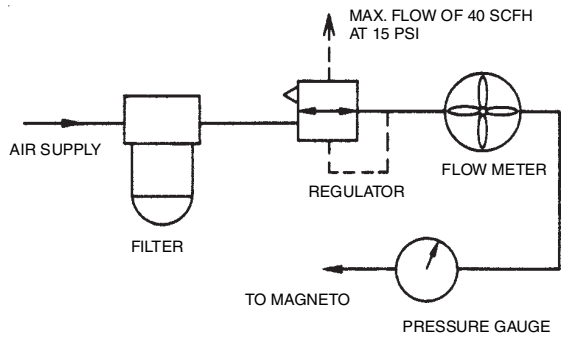 MAX. FLOW OF 40 SCFH
AT 15 PSI
AIR SUPPLY
FLOW METER
REGULATOR
FILTER
TO MAGNETO
PRESSURE GAUGE